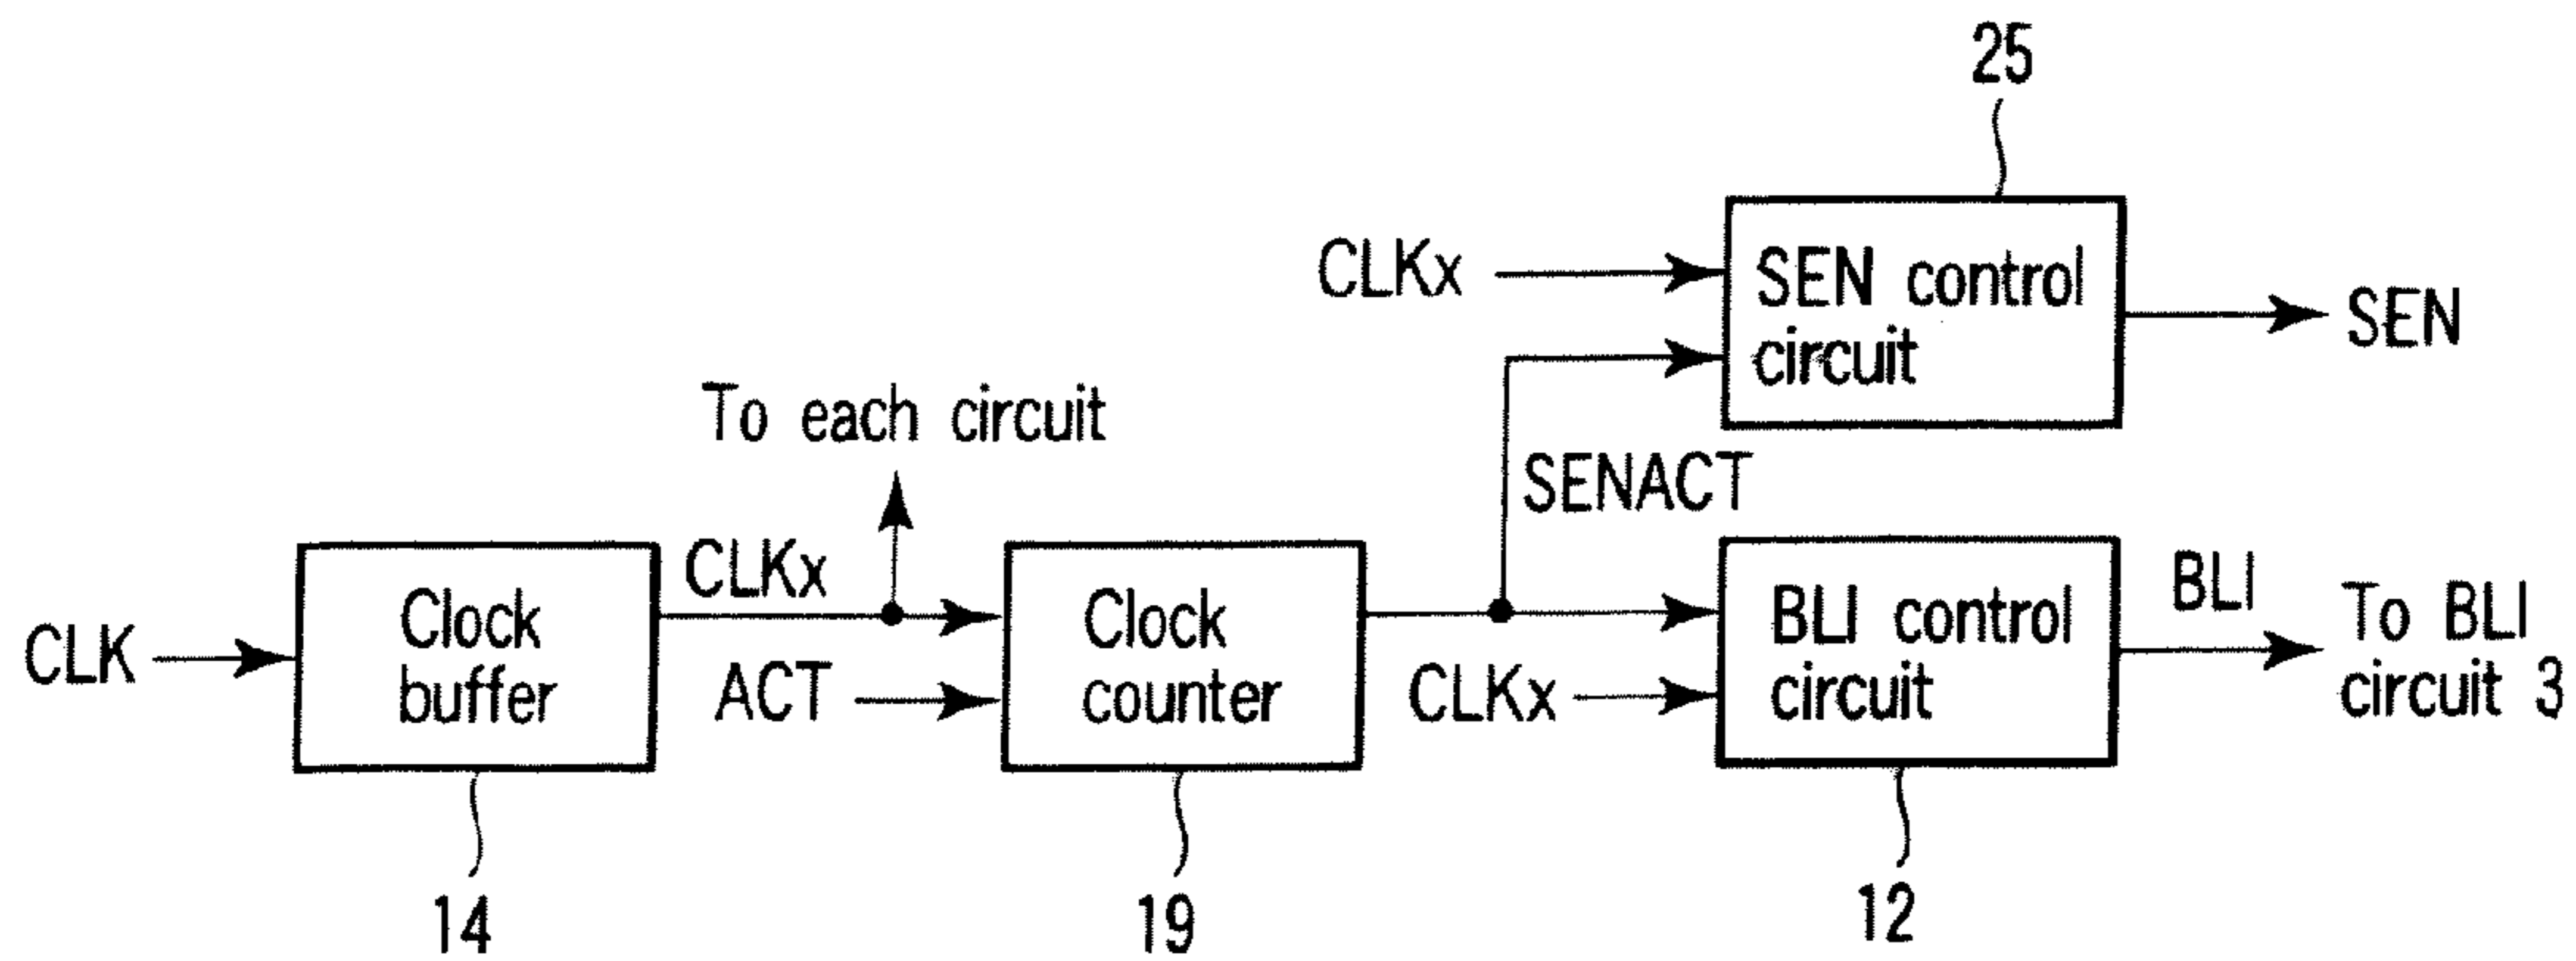 25
CLKx
SEN control
circuit
SEN
To each circuit
SENACT
CLK
Clock
buffer
CLKx
ACT
Clock
counter
CLKx
BLI control
circuit
BLI
To BLI
circuit 3
14
19
12